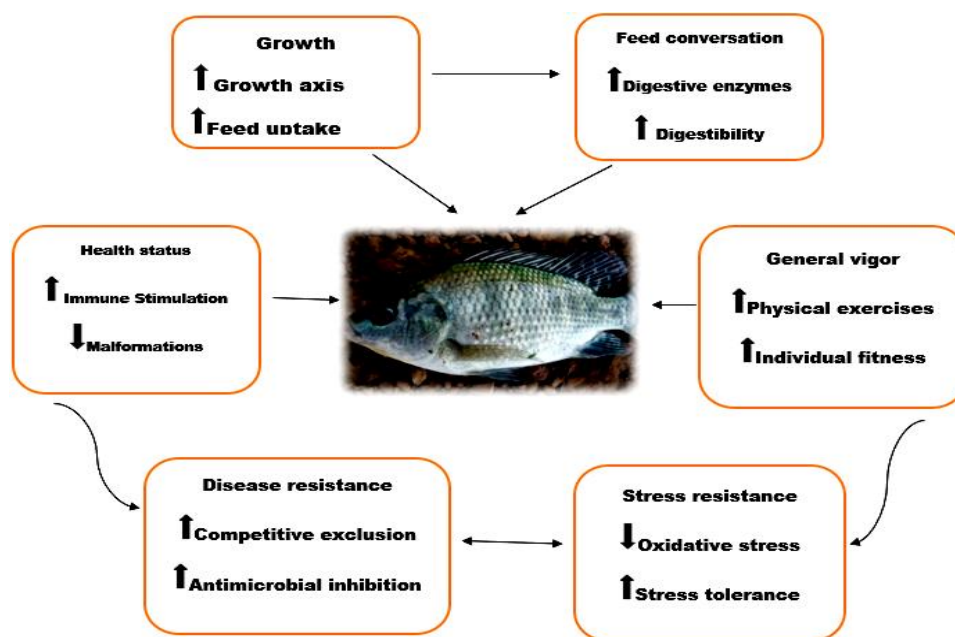 Growth
↑ Growth axis
↑ Feed uptake
Feed conversation
↑ Digestive enzymes
↑ Digestibility
Health status
↑ Immune Stimulation
↓ Malformations
General vigor
↑ Physical exercises
↑ Individual fitness
Disease resistance
↑ Competitive exclusion
↑ Antimicrobial inhibition
Stress resistance
↓ Oxidative stress
↑ Stress tolerance